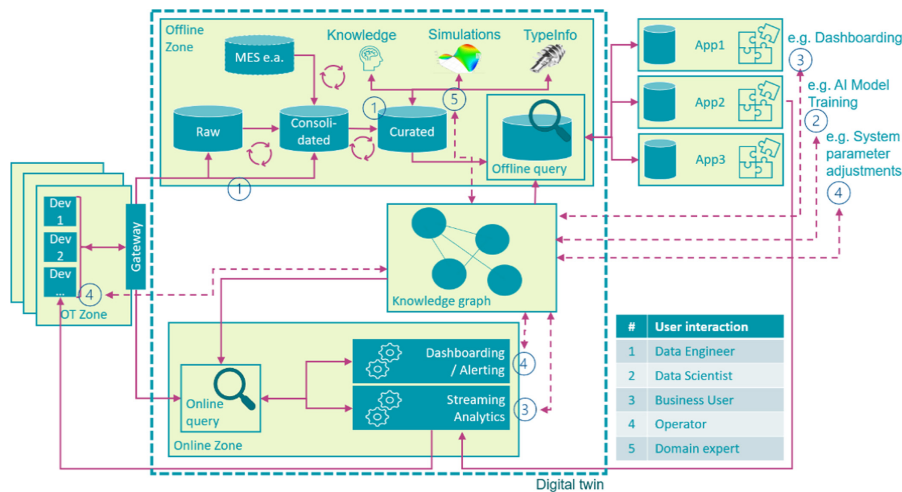 Offline
Zone
Knowledge
Simulations
TypeInfo
MES e.a.
Raw
Consoli-
dated
Curated
1
5
1
Offline query
App1
App2
App3
e.g. Dashboarding
3
e.g. AI Model
Training
2
e.g. System
parameter
adjustments
4
Dev
1
Dev
2
Dev
...
4
OT Zone
Gateway
Knowledge graph
Dashboarding
/ Alerting
4
Streaming
Analytics
3
Online
query
Online Zone
Digital twin
# User interaction
1 Data Engineer
2 Data Scientist
3 Business User
4 Operator
5 Domain expert